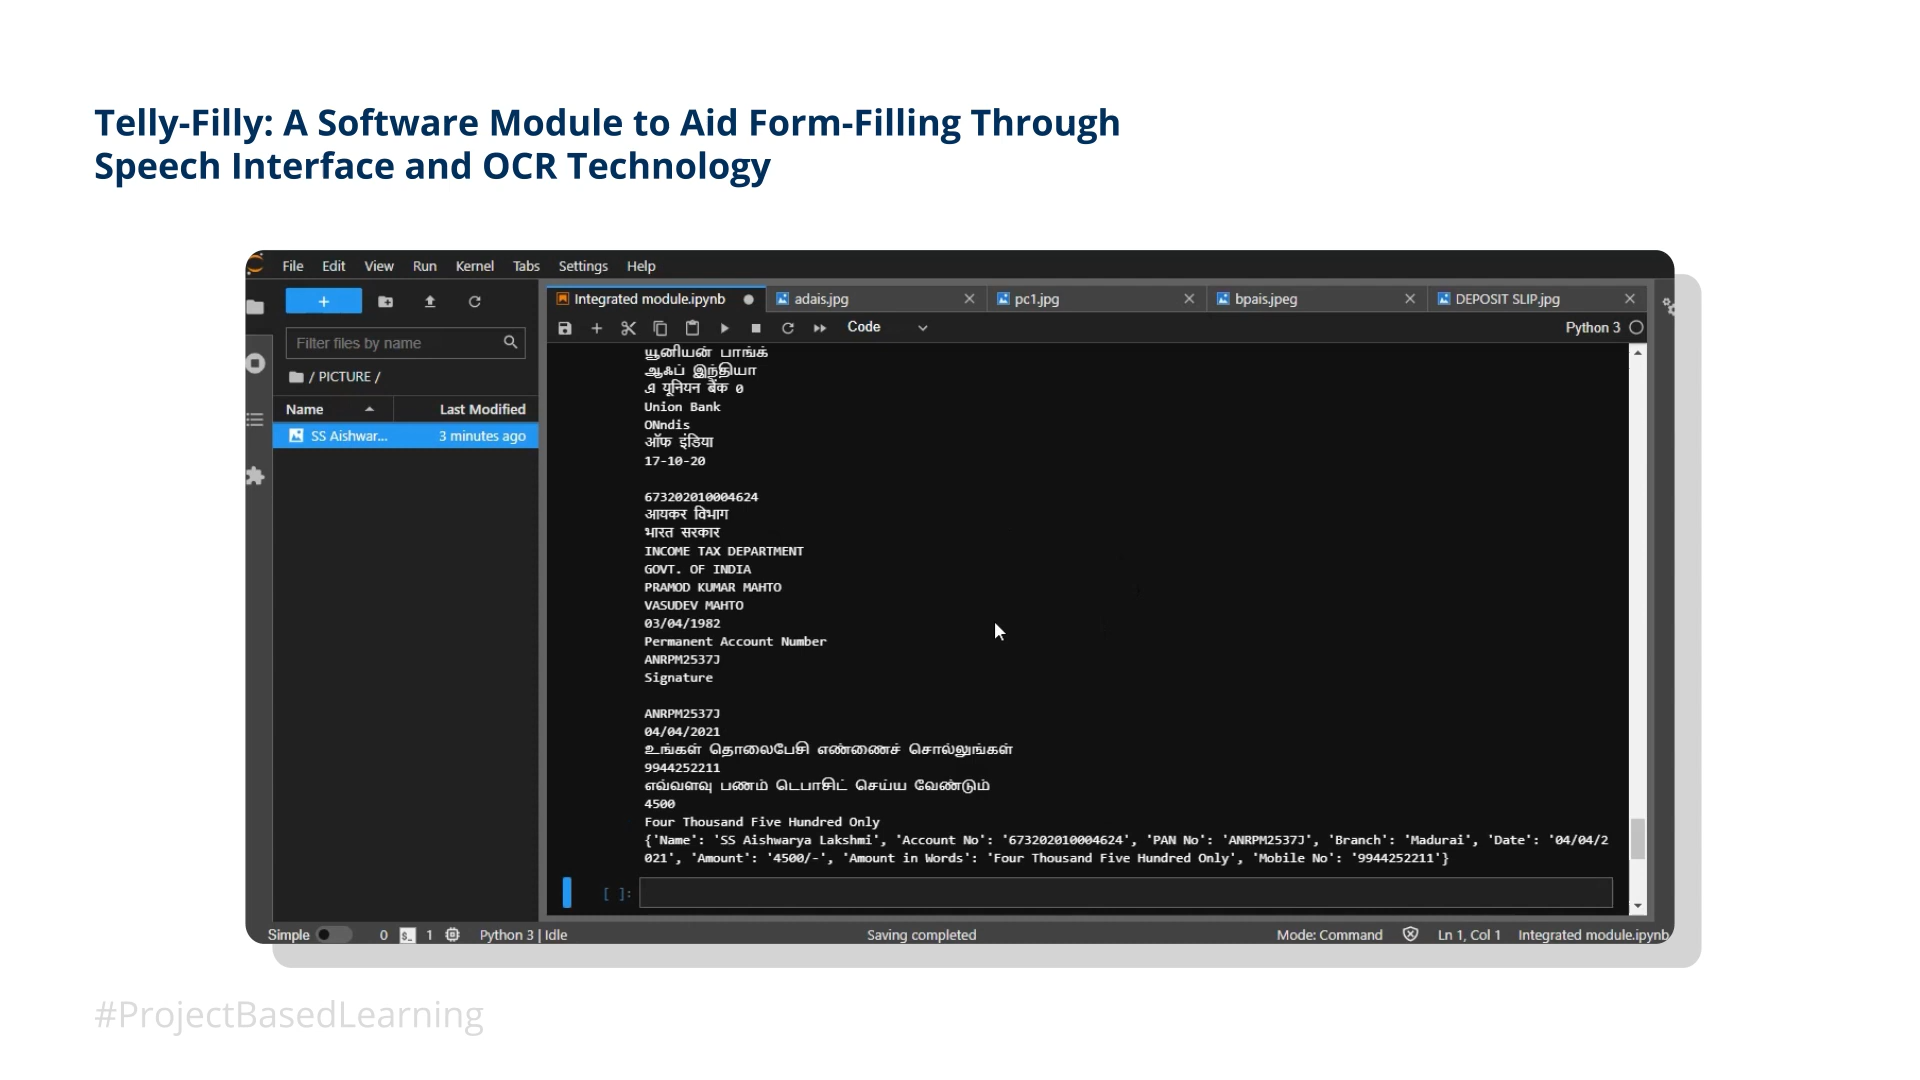 Telly-Filly: A Software Module to Aid Form-Filling Through
Speech Interface and OCR Technology
File Edit View Run Kernel Tabs Settings Help
+
Integrated module.ipynb
adais.jpg
pc1.jpg
bpais.jpeg
DEPOSIT SLIP.jpg
Code
Python 3
Filter files by name
/ PICTURE /
Name Last Modified
SS Aishwar... 3 minutes ago
யூனியன் பாங்க்
ஆஃப் இந்தியா
எ यूनियन बैंक 0
Union Bank
ONndis
ऑफ इंडिया
17-10-20
673202010004624
आयकर विभाग
भारत सरकार
INCOME TAX DEPARTMENT
GOVT. OF INDIA
PRAMOD KUMAR MAHTO
VASUDEV MAHTO
03/04/1982
Permanent Account Number
ANRPM2537J
Signature
ANRPM2537J
04/04/2021
உங்கள் தொலைபேசி எண்ணைச் சொல்லுங்கள்
9944252211
எவ்வளவு பணம் டெபாசிட் செய்ய வேண்டும்
4500
Four Thousand Five Hundred Only
{'Name': 'SS Aishwarya Lakshmi', 'Account No': '673202010004624', 'PAN No': 'ANRPM2537J', 'Branch': 'Madurai', 'Date': '04/04/2
021', 'Amount': '4500/-', 'Amount in Words': 'Four Thousand Five Hundred Only', 'Mobile No': '9944252211'}
[ ]:
Simple 0 1 Python 3 | Idle Saving completed Mode: Command Ln 1, Col 1 Integrated module.ipynb
#ProjectBasedLearning